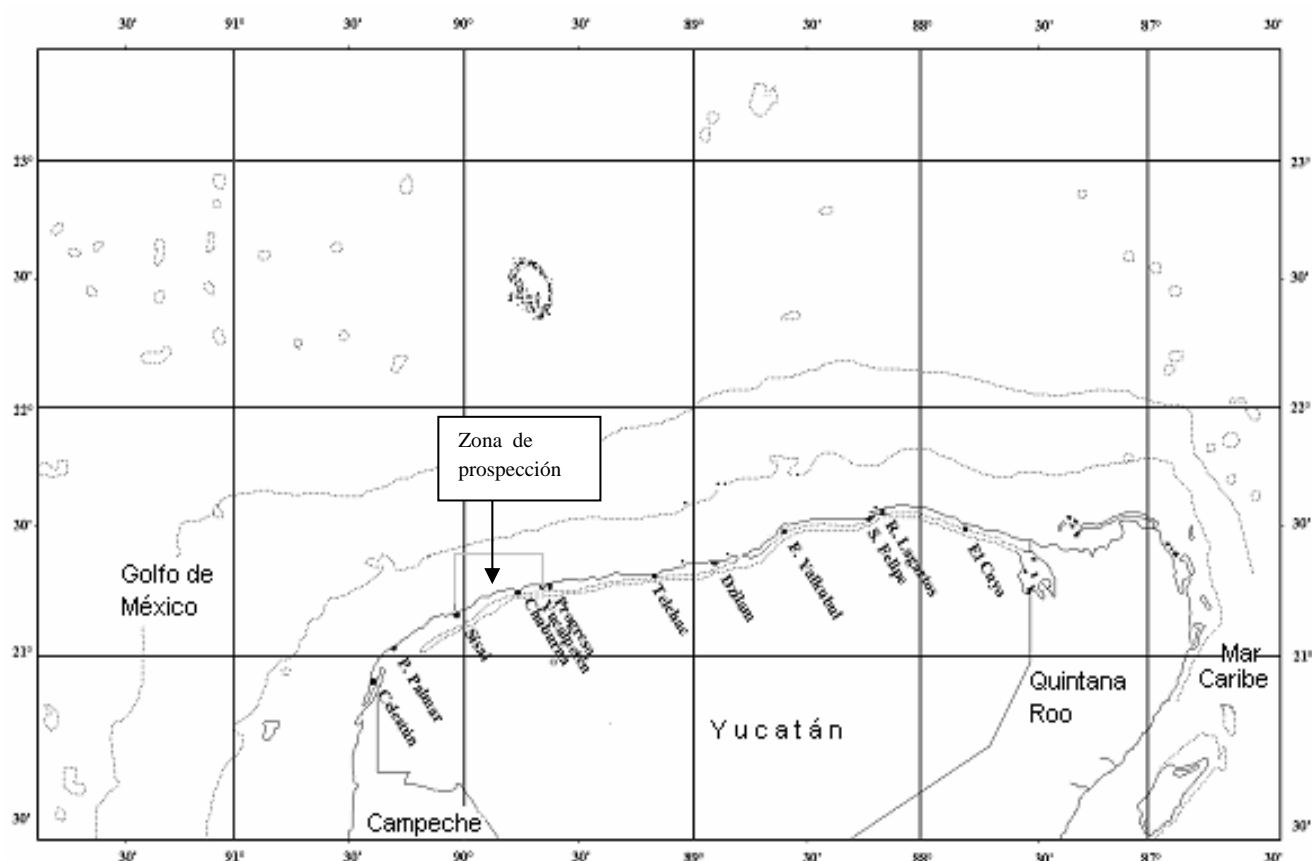 30' 91° 30' 90° 30' 89° 30' 88° 30' 87° 30'
23° 23°
30' 30'
22° 22°
Zona de
prospección
30' 30'
Golfo de
México
Celestún
P. Palmar
Sisal
Chuburna
Yucalpetén
Progreso
Telchac
Dzilam
P. Yalkubul
S. Felipe
R. Lagartos
El Cuyo
21° 21°
Mar
Caribe
Quintana
Roo
Yucatán
Campeche
30' 30'
30' 91° 30' 90° 30' 89° 30' 88° 30' 87° 30'